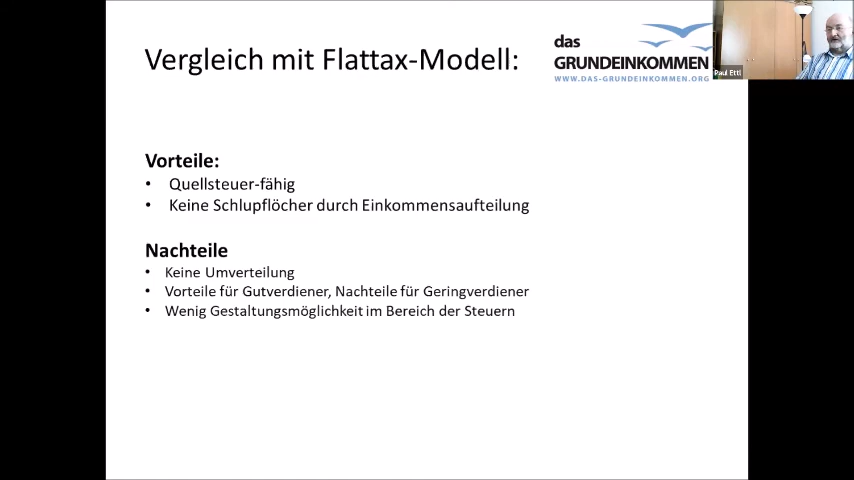 Vergleich mit Flattax-Modell:
das
GRUNDEINKOMMEN
WWW.DAS-GRUNDEINKOMMEN.ORG
Paul Ettl
Vorteile:
• Quellsteuer-fähig
• Keine Schlupflöcher durch Einkommensaufteilung
Nachteile
• Keine Umverteilung
• Vorteile für Gutverdiener, Nachteile für Geringverdiener
• Wenig Gestaltungsmöglichkeit im Bereich der Steuern